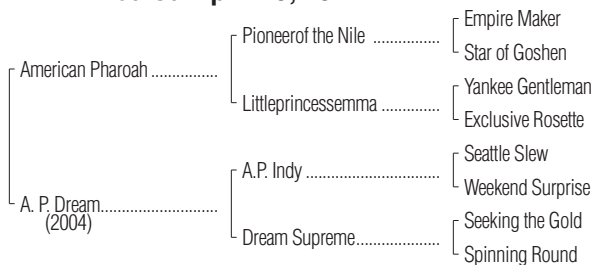 Empire Maker
Pioneerof the Nile ................
Star of Goshen
American Pharoah ................
Yankee Gentleman
Littleprincessemma ..............
Exclusive Rosette
Seattle Slew
A.P. Indy .................................
Weekend Surprise
A. P. Dream.............................
(2004)
Seeking the Gold
Dream Supreme.....................
Spinning Round